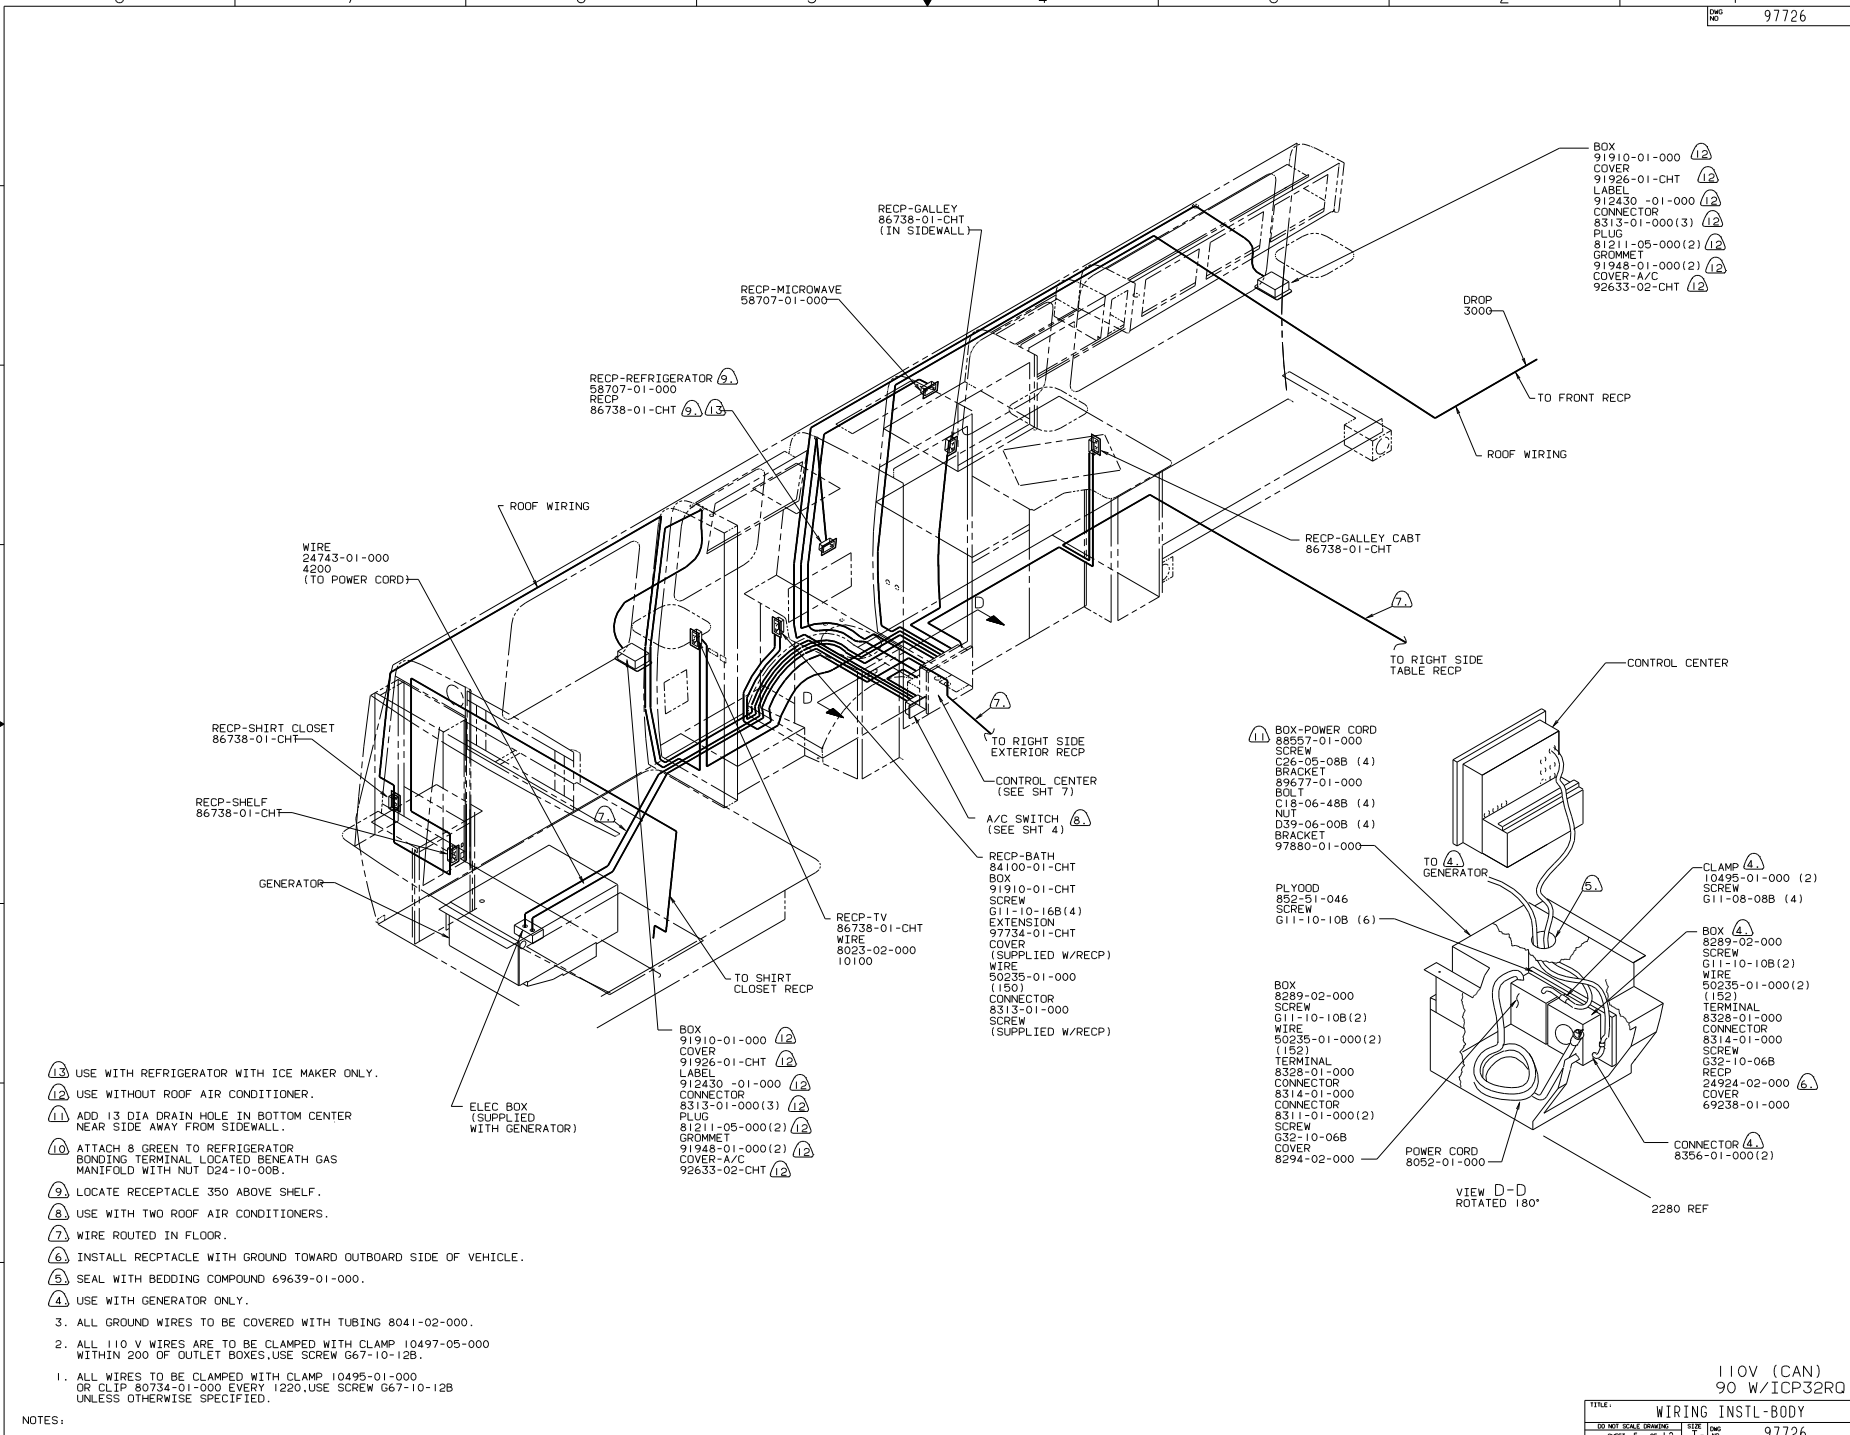 DWG
NO
97726
BOX
91910-01-000 12
COVER
91926-01-CHT 12
LABEL
912430 -01-000 12
CONNECTOR
8313-01-000(3) 12
PLUG
81211-05-000(2) 12
GROMMET
91948-01-000(2) 12
COVER-A/C
92633-02-CHT 12
RECP-GALLEY
86738-01-CHT
(IN SIDEWALL)
RECP-MICROWAVE
58707-01-000
DROP
3000
RECP-REFRIGERATOR 9.
58707-01-000
RECP
86738-01-CHT 9. 13
TO FRONT RECP
ROOF WIRING
ROOF WIRING
WIRE
24743-01-000
4200
(TO POWER CORD)
RECP-GALLEY CABT
86738-01-CHT
7.
D
TO RIGHT SIDE
TABLE RECP
CONTROL CENTER
D
7.
RECP-SHIRT CLOSET
86738-01-CHT
TO RIGHT SIDE
EXTERIOR RECP
CONTROL CENTER
(SEE SHT 7)
RECP-SHELF
86738-01-CHT
7.
A/C SWITCH 8.
(SEE SHT 4)
11 BOX-POWER CORD
88557-01-000
SCREW
C26-05-08B (4)
BRACKET
89677-01-000
BOLT
C18-06-48B (4)
NUT
D39-06-00B (4)
BRACKET
97880-01-000
PLYOOD
852-51-046
SCREW
G11-10-10B (6)
TO 4.
GENERATOR
5.
CLAMP 4.
10495-01-000 (2)
SCREW
G11-08-08B (4)
GENERATOR
RECP-BATH
84100-01-CHT
BOX
91910-01-CHT
SCREW
G11-10-16B(4)
EXTENSION
97734-01-CHT
COVER
(SUPPLIED W/RECP)
WIRE
50235-01-000
(150)
CONNECTOR
8313-01-000
SCREW
(SUPPLIED W/RECP)
RECP-TV
86738-01-CHT
WIRE
8023-02-000
10100
TO SHIRT
CLOSET RECP
BOX 4.
8289-02-000
SCREW
G11-10-10B(2)
WIRE
50235-01-000(2)
(152)
TERMINAL
8328-01-000
CONNECTOR
8314-01-000
SCREW
G32-10-06B
RECP
24924-02-000 6.
COVER
69238-01-000
BOX
8289-02-000
SCREW
G11-10-10B(2)
WIRE
50235-01-000(2)
(152)
TERMINAL
8328-01-000
CONNECTOR
8314-01-000
CONNECTOR
8311-01-000(2)
SCREW
G32-10-06B
COVER
8294-02-000
BOX
91910-01-000 12
COVER
91926-01-CHT 12
LABEL
912430 -01-000 12
CONNECTOR
8313-01-000(3) 12
PLUG
81211-05-000(2) 12
GROMMET
91948-01-000(2) 12
COVER-A/C
92633-02-CHT 12
ELEC BOX
(SUPPLIED
WITH GENERATOR)
POWER CORD
8052-01-000
CONNECTOR 4.
8356-01-000(2)
VIEW D-D
ROTATED 180°
2280 REF
13 USE WITH REFRIGERATOR WITH ICE MAKER ONLY.
12 USE WITHOUT ROOF AIR CONDITIONER.
11 ADD 13 DIA DRAIN HOLE IN BOTTOM CENTER
NEAR SIDE AWAY FROM SIDEWALL.
10 ATTACH 8 GREEN TO REFRIGERATOR
BONDING TERMINAL LOCATED BENEATH GAS
MANIFOLD WITH NUT D24-10-00B.
9. LOCATE RECEPTACLE 350 ABOVE SHELF.
8. USE WITH TWO ROOF AIR CONDITIONERS.
7. WIRE ROUTED IN FLOOR.
6. INSTALL RECPTACLE WITH GROUND TOWARD OUTBOARD SIDE OF VEHICLE.
5. SEAL WITH BEDDING COMPOUND 69639-01-000.
4. USE WITH GENERATOR ONLY.
3. ALL GROUND WIRES TO BE COVERED WITH TUBING 8041-02-000.
2. ALL 110 V WIRES ARE TO BE CLAMPED WITH CLAMP 10497-05-000
WITHIN 200 OF OUTLET BOXES,USE SCREW G67-10-12B.
1. ALL WIRES TO BE CLAMPED WITH CLAMP 10495-01-000
OR CLIP 80734-01-000 EVERY 1220,USE SCREW G67-10-12B
UNLESS OTHERWISE SPECIFIED.
NOTES:
110V (CAN)
90 W/ICP32RQ
TITLE:
WIRING INSTL-BODY
DO NOT SCALE DRAWING
SIZE
DWG
97726